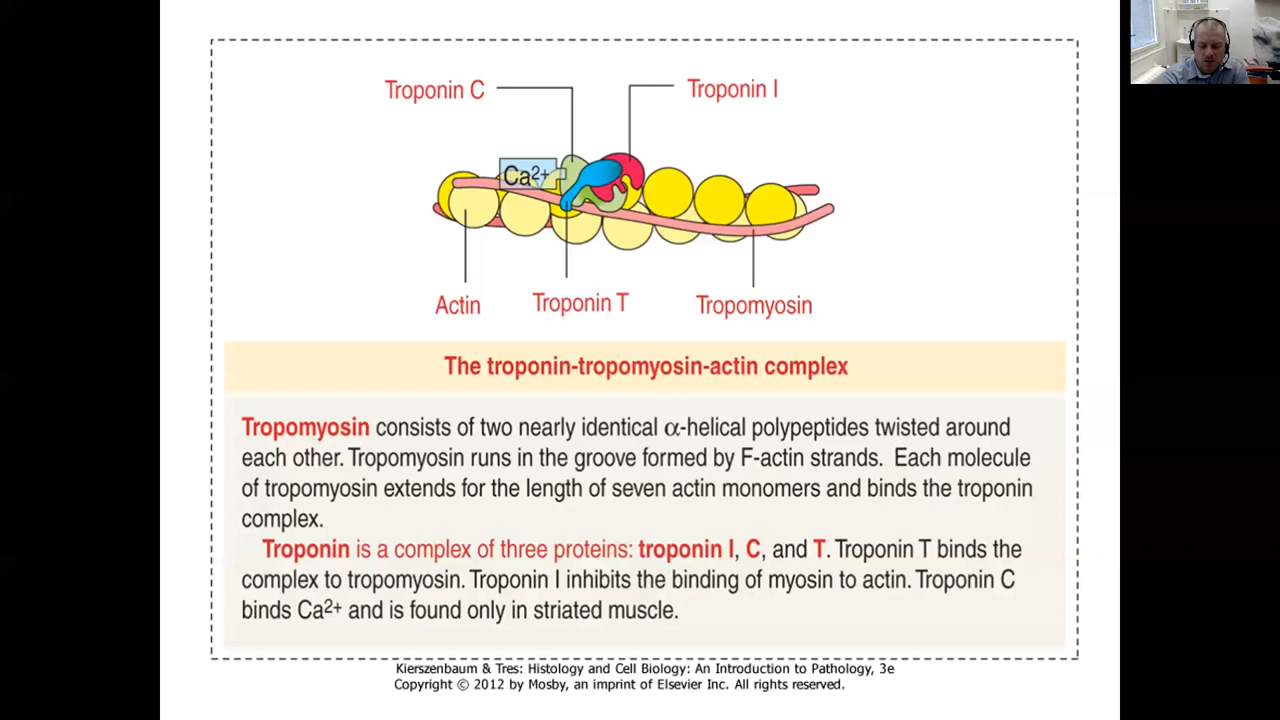 Troponin C
Troponin I
Ca2+
Actin
Troponin T
Tropomyosin
The troponin-tropomyosin-actin complex
Tropomyosin consists of two nearly identical α-helical polypeptides twisted around
each other. Tropomyosin runs in the groove formed by F-actin strands. Each molecule
of tropomyosin extends for the length of seven actin monomers and binds the troponin
complex.
Troponin is a complex of three proteins: troponin I, C, and T. Troponin T binds the
complex to tropomyosin. Troponin I inhibits the binding of myosin to actin. Troponin C
binds Ca2+ and is found only in striated muscle.
Kierszenbaum & Tres: Histology and Cell Biology: An Introduction to Pathology, 3e
Copyright © 2012 by Mosby, an imprint of Elsevier Inc. All rights reserved.